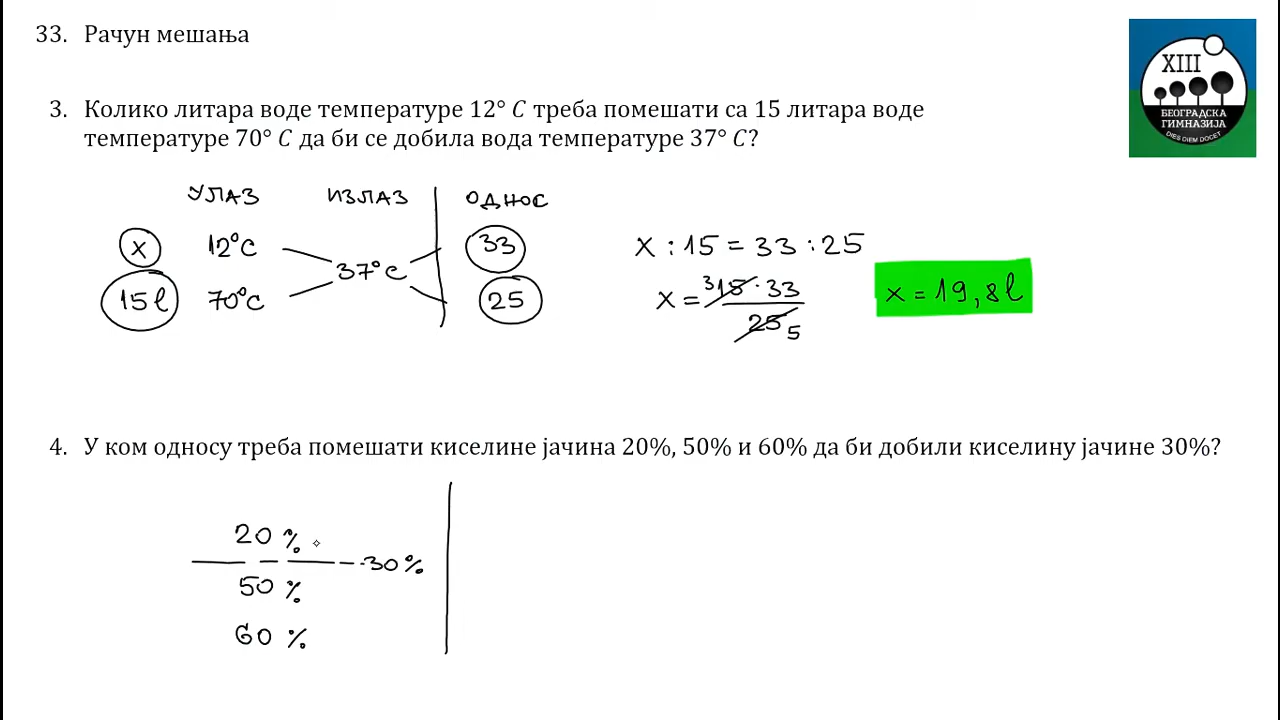 33. Рачун мешања
XIII
БЕОГРАДСКА
ГИМНАЗИЈА
DIES DIEM DOCET
3. Колико литара воде температуре 12° C треба помешати са 15 литара воде
температуре 70° C да би се добила вода температуре 37° C?
УЛАЗ ИЗЛАЗ ОДНОС
x 12°C 33
37°C
15l 70°C 25
x : 15 = 33 : 25
x = 3 15 · 33
25 5
x = 19,8l
4. У ком односу треба помешати киселине јачина 20%, 50% и 60% да би добили киселину јачине 30%?
20 %
30%
50 %
60 %